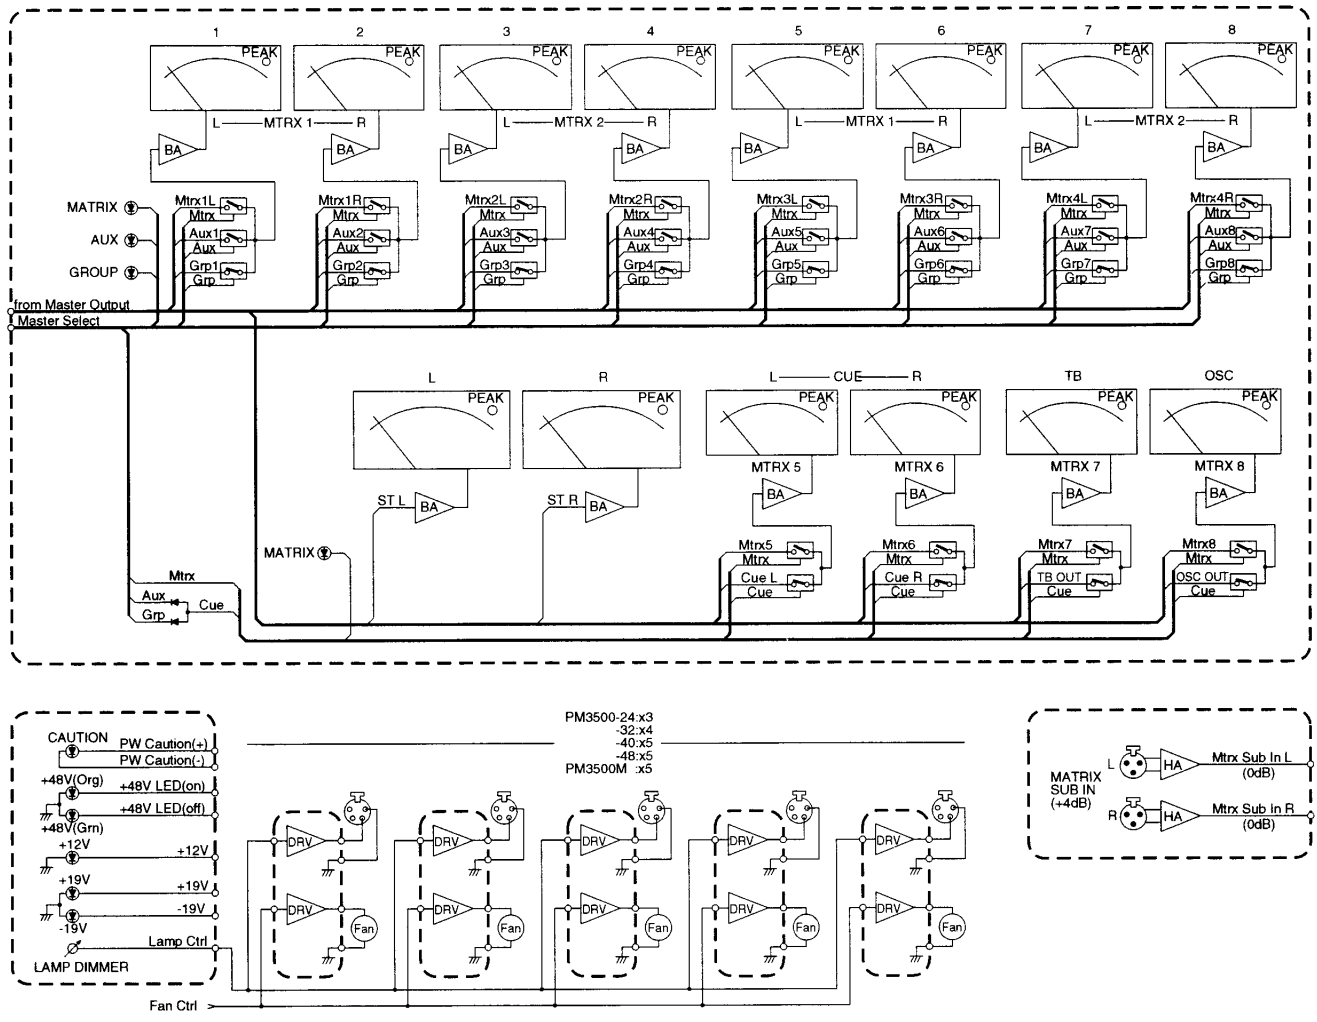 1 2 3 4 5 6 7 8
PEAK PEAK PEAK PEAK PEAK PEAK PEAK PEAK
L MTRX 1 R L MTRX 2 R L MTRX 1 R L MTRX 2 R
BA BA BA BA BA BA BA BA
Mtrx1L Mtrx1R Mtrx2L Mtrx2R Mtrx3L Mtrx3R Mtrx4L Mtrx4R
MATRIX Mtrx Mtrx Mtrx Mtrx Mtrx Mtrx Mtrx Mtrx
AUX Aux1 Aux2 Aux3 Aux4 Aux5 Aux6 Aux7 Aux8
Aux Aux Aux Aux Aux Aux Aux Aux
GROUP Grp1 Grp2 Grp3 Grp4 Grp5 Grp6 Grp7 Grp8
Grp Grp Grp Grp Grp Grp Grp Grp
from Master Output
Master Select
L R L CUE R TB OSC
PEAK PEAK PEAK PEAK PEAK PEAK
MTRX 5 MTRX 6 MTRX 7 MTRX 8
ST L BA ST R BA BA BA BA BA
MATRIX Mtrx5 Mtrx6 Mtrx7 Mtrx8
Mtrx Mtrx Mtrx Mtrx
Mtrx Cue L Cue R TB OUT OSC OUT
Aux Cue Cue Cue Cue Cue
Grp
PM3500-24:x3
-32:x4
-40:x5
-48:x5
PM3500M :x5
CAUTION PW Caution(+)
PW Caution(-)
+48V(Org) +48V LED(on)
+48V LED(off)
+48V(Grn)
+12V +12V
+19V +19V
-19V -19V
Lamp Ctrl
LAMP DIMMER
Fan Ctrl
DRV DRV DRV DRV DRV
DRV Fan DRV Fan DRV Fan DRV Fan DRV Fan
MATRIX
SUB IN
(+4dB)
L HA Mtrx Sub In L
(0dB)
R HA Mtrx Sub In R
(0dB)